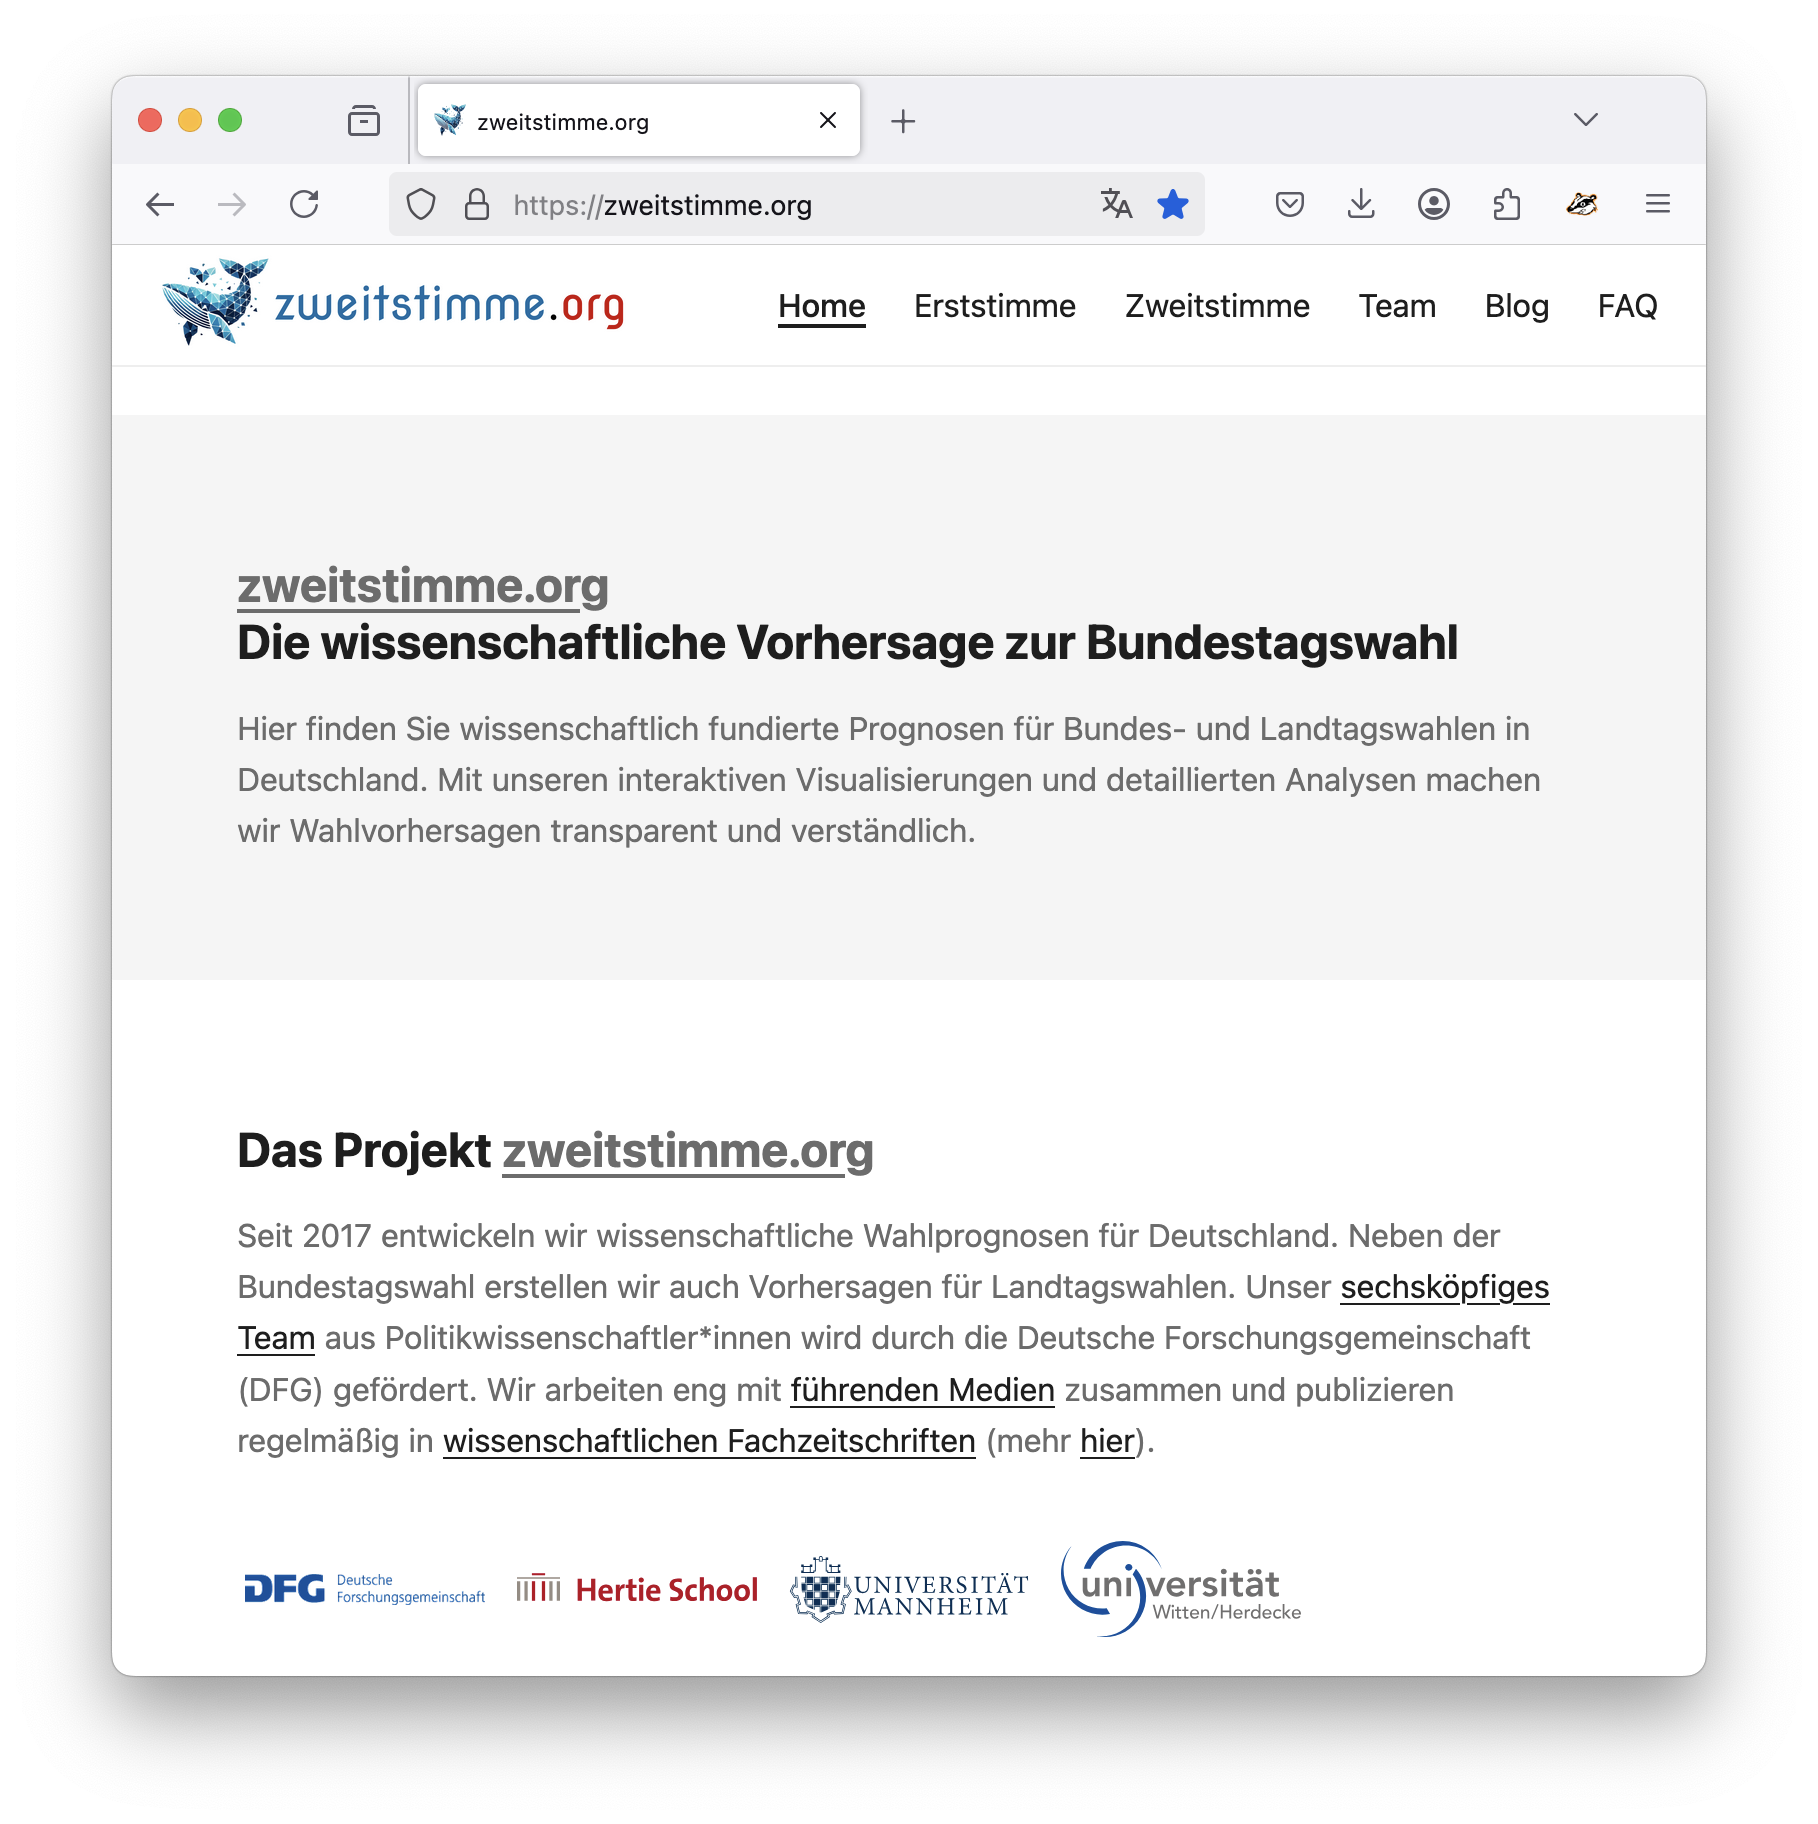 zweitstimme.org
https://zweitstimme.org
zweitstimme.org
Home Erststimme Zweitstimme Team Blog FAQ
zweitstimme.org
Die wissenschaftliche Vorhersage zur Bundestagswahl
Hier finden Sie wissenschaftlich fundierte Prognosen für Bundes- und Landtagswahlen in
Deutschland. Mit unseren interaktiven Visualisierungen und detaillierten Analysen machen
wir Wahlvorhersagen transparent und verständlich.
Das Projekt zweitstimme.org
Seit 2017 entwickeln wir wissenschaftliche Wahlprognosen für Deutschland. Neben der
Bundestagswahl erstellen wir auch Vorhersagen für Landtagswahlen. Unser sechsköpfiges
Team aus Politikwissenschaftler*innen wird durch die Deutsche Forschungsgemeinschaft
(DFG) gefördert. Wir arbeiten eng mit führenden Medien zusammen und publizieren
regelmäßig in wissenschaftlichen Fachzeitschriften (mehr hier).
DFG Deutsche
Forschungsgemeinschaft
Hertie School
UNIVERSITÄT
MANNHEIM
uni versität
Witten/Herdecke